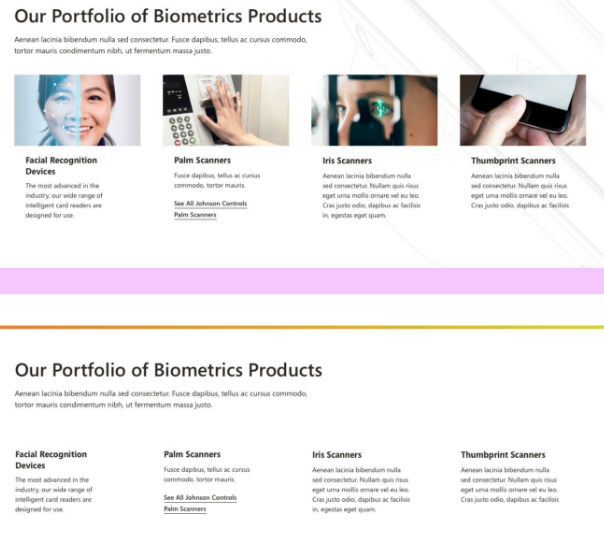 Our Portfolio of Biometrics Products
Aenean lacinia bibendum nulla sed consectetur. Fusce dapibus, tellus ac cursus commodo,
tortor mauris condimentum nibh, ut fermentum massa justo.
Facial Recognition
Devices
The most advanced in the
industry, our wide range of
intelligent card readers are
designed for use.
Palm Scanners
Fusce dapibus, tellus ac cursus
commodo, tortor mauris.
See All Johnson Controls
Palm Scanners
Iris Scanners
Aenean lacinia bibendum nulla
sed consectetur. Nullam quis risus
eget urna mollis ornare vel eu leo.
Cras justo odio, dapibus ac facilisis
in, egestas eget quam.
Thumbprint Scanners
Aenean lacinia bibendum nulla
sed consectetur. Nullam quis risus
eget urna mollis ornare vel eu leo.
Cras justo odio, dapibus ac facilisis
Our Portfolio of Biometrics Products
Aenean lacinia bibendum nulla sed consectetur. Fusce dapibus, tellus ac cursus commodo,
tortor mauris condimentum nibh, ut fermentum massa justo.
Facial Recognition
Devices
The most advanced in the
industry, our wide range of
intelligent card readers are
designed for use.
Palm Scanners
Fusce dapibus, tellus ac cursus
commodo, tortor mauris.
See All Johnson Controls
Palm Scanners
Iris Scanners
Aenean lacinia bibendum nulla
sed consectetur. Nullam quis risus
eget urna mollis ornare vel eu leo.
Cras justo odio, dapibus ac facilisis
in, egestas eget quam.
Thumbprint Scanners
Aenean lacinia bibendum nulla
sed consectetur. Nullam quis risus
eget urna mollis ornare vel eu leo.
Cras justo odio, dapibus ac facilisis